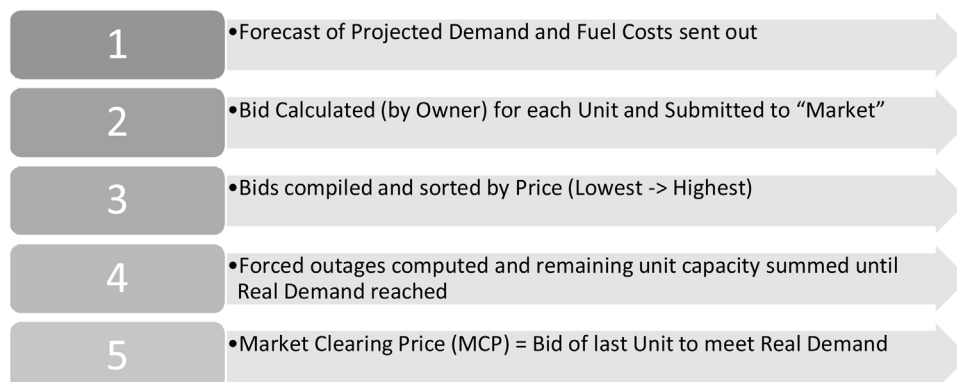 1
•Forecast of Projected Demand and Fuel Costs sent out
2
•Bid Calculated (by Owner) for each Unit and Submitted to “Market”
3
•Bids compiled and sorted by Price (Lowest -> Highest)
4
•Forced outages computed and remaining unit capacity summed until
Real Demand reached
5
•Market Clearing Price (MCP) = Bid of last Unit to meet Real Demand